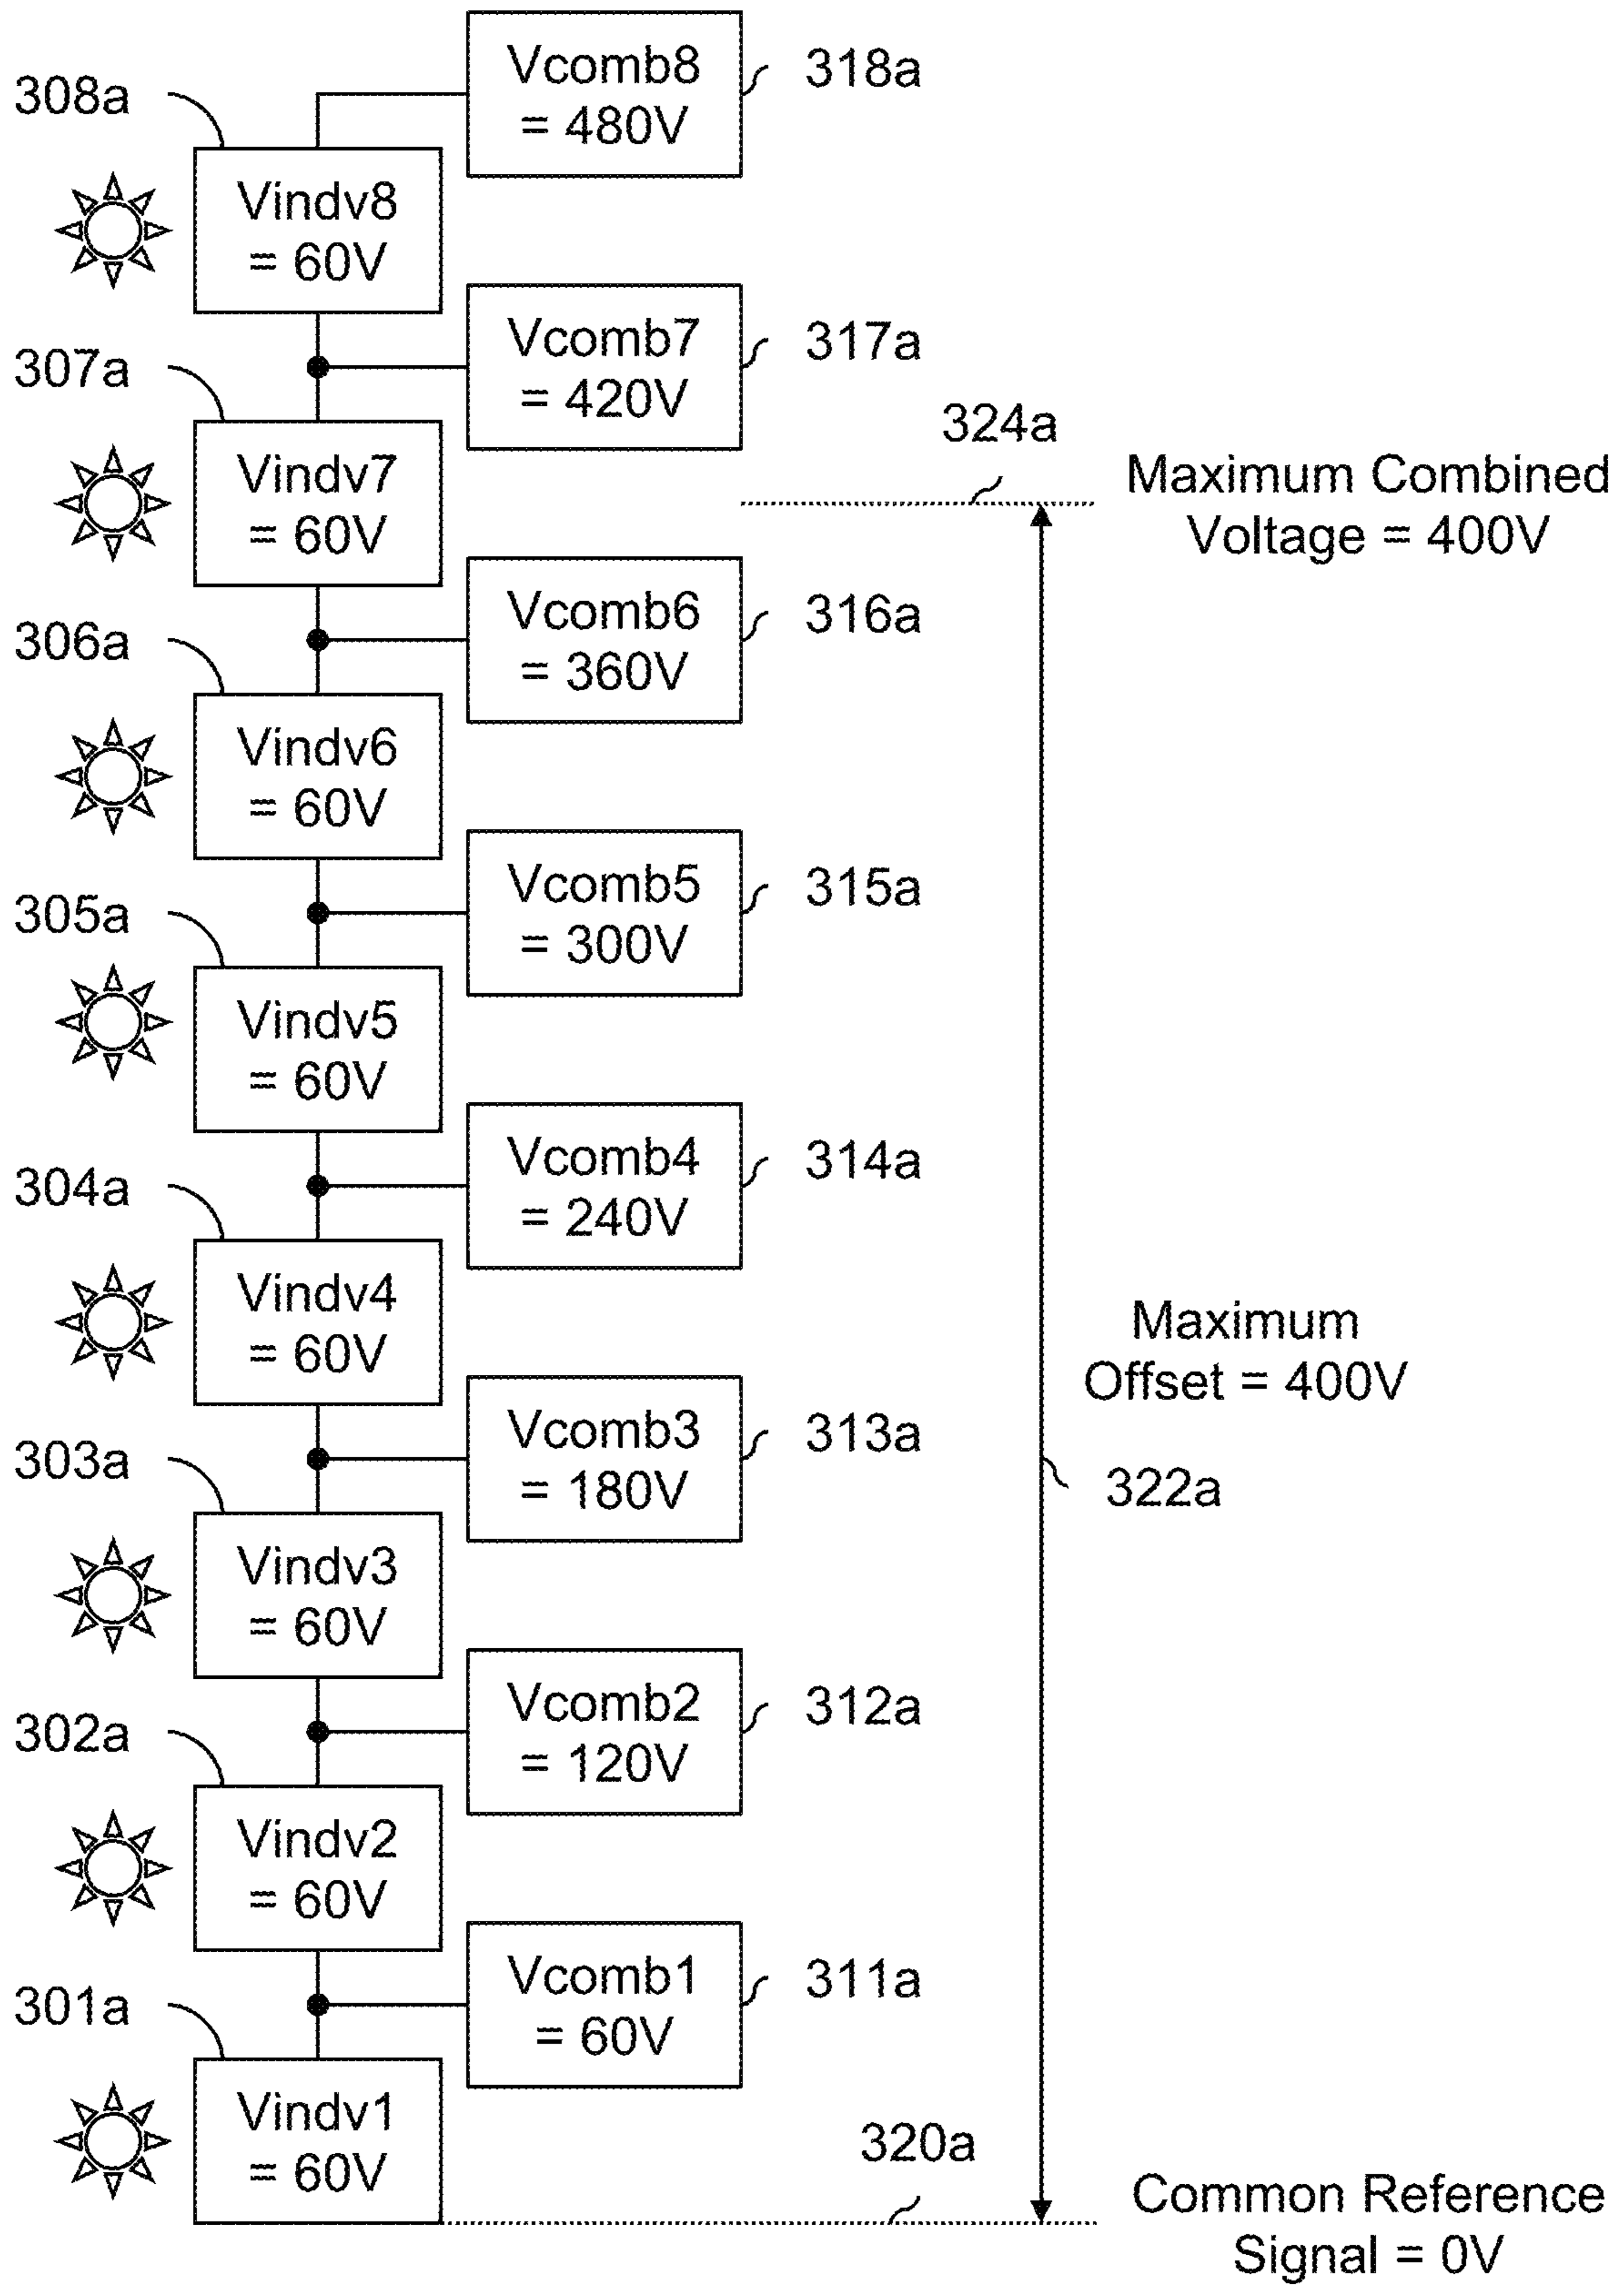 Vcomb8
= 480V
318a
308a
Vindv8
= 60V
Vcomb7
= 420V
317a
307a
324a
Maximum Combined
Voltage = 400V
Vindv7
= 60V
Vcomb6
= 360V
316a
306a
Vindv6
= 60V
Vcomb5
= 300V
315a
305a
Vindv5
= 60V
Vcomb4
= 240V
314a
304a
Vindv4
= 60V
Maximum
Offset = 400V
Vcomb3
= 180V
313a
322a
303a
Vindv3
= 60V
Vcomb2
= 120V
312a
302a
Vindv2
= 60V
Vcomb1
= 60V
311a
301a
Vindv1
= 60V
320a
Common Reference
Signal = 0V